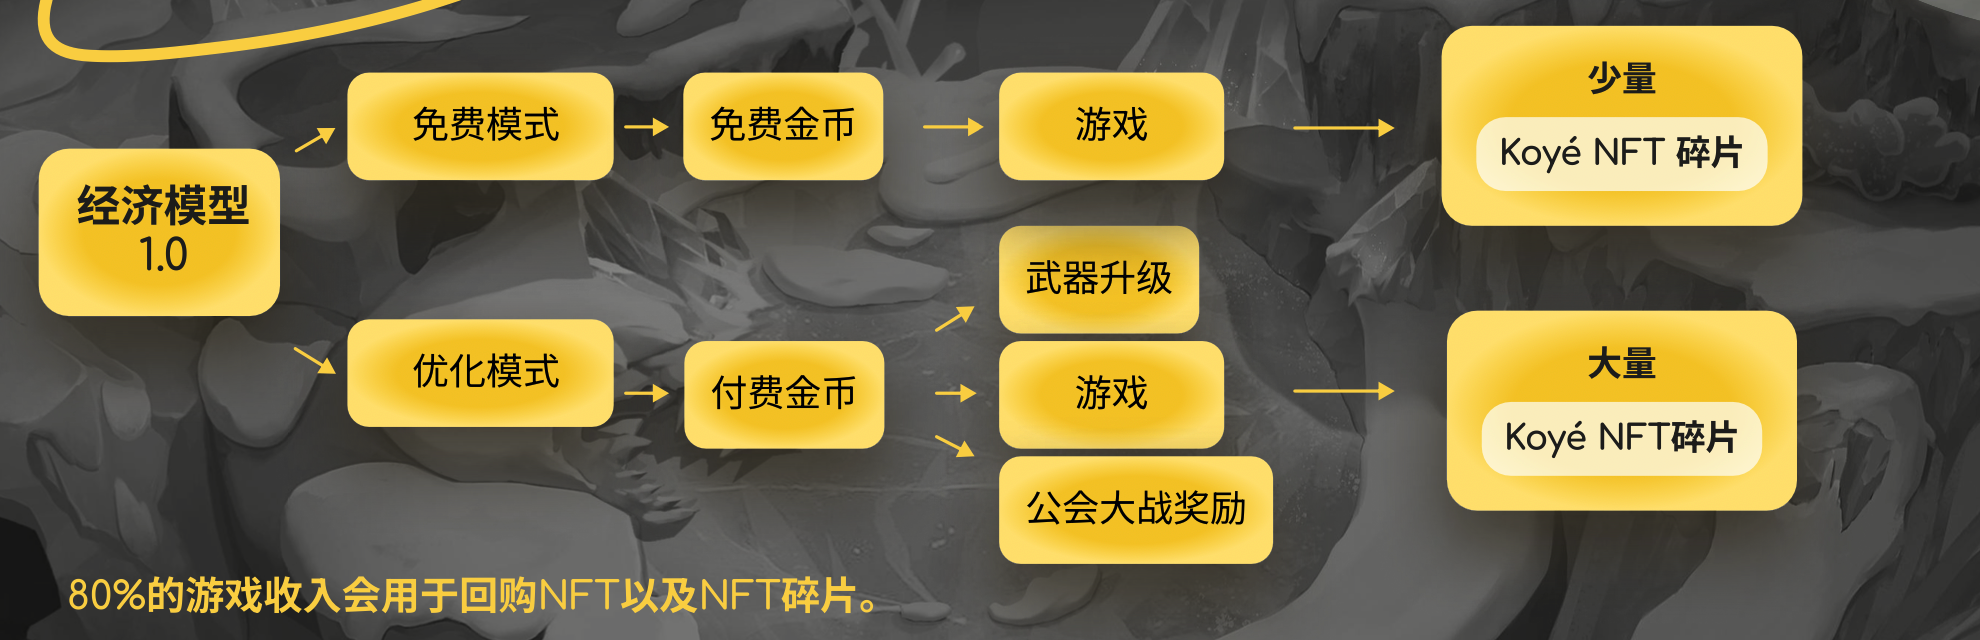 经济模型
1.0
免费模式
免费金币
游戏
少量
Koyé NFT 碎片
优化模式
付费金币
武器升级
游戏
公会大战奖励
大量
Koyé NFT碎片
80%的游戏收入会用于回购NFT以及NFT碎片。